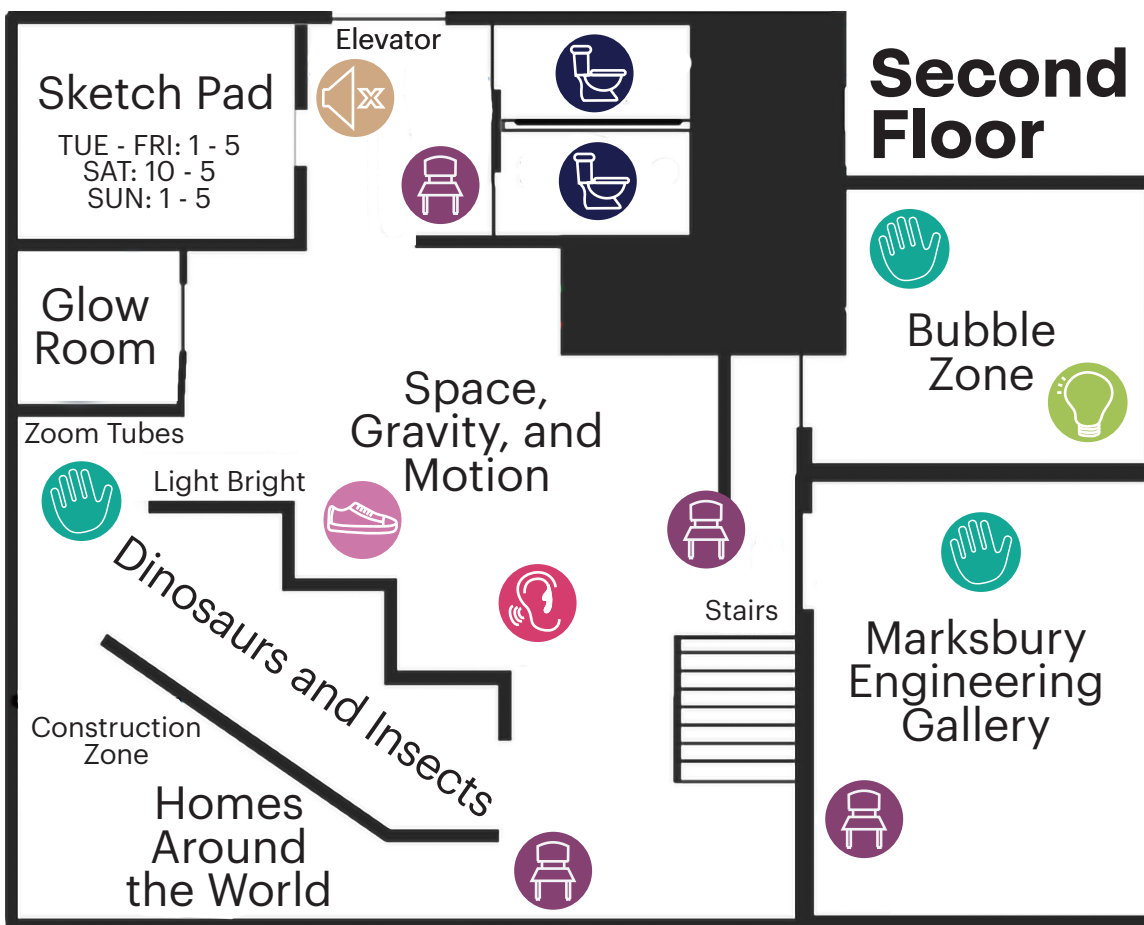 Elevator
Sketch Pad
TUE - FRI: 1 - 5
SAT: 10 - 5
SUN: 1 - 5
x
Second
Floor
Glow
Room
Bubble
Zone
Space,
Gravity, and
Motion
Zoom Tubes
Light Bright
Dinosaurs and Insects
Stairs
Marksbury
Engineering
Gallery
Construction
Zone
Homes
Around
the World